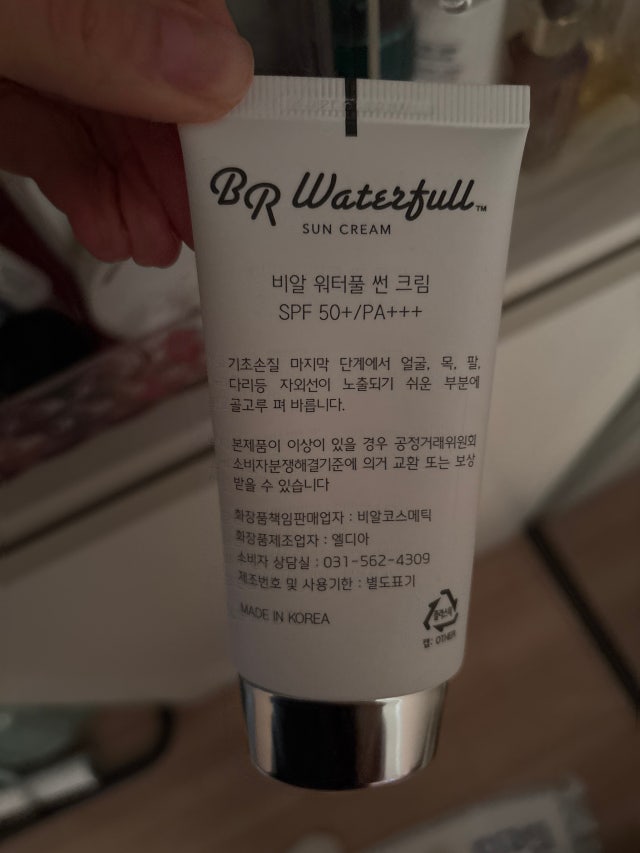 BR Waterfull™
SUN CREAM
비알 워터풀 썬 크림
SPF 50+/PA+++
기초손질 마지막 단계에서 얼굴, 목, 팔,
다리등 자외선이 노출되기 쉬운 부분에
골고루 펴 바릅니다.
본제품이 이상이 있을 경우 공정거래위원회
소비자분쟁해결기준에 의거 교환 또는 보상
받을 수 있습니다
화장품책임판매업자 : 비알코스메틱
화장품제조업자 : 엘디아
소비자 상담실 : 031-562-4309
제조번호 및 사용기한 : 별도표기
MADE IN KOREA
플라스틱
캡: OTHER